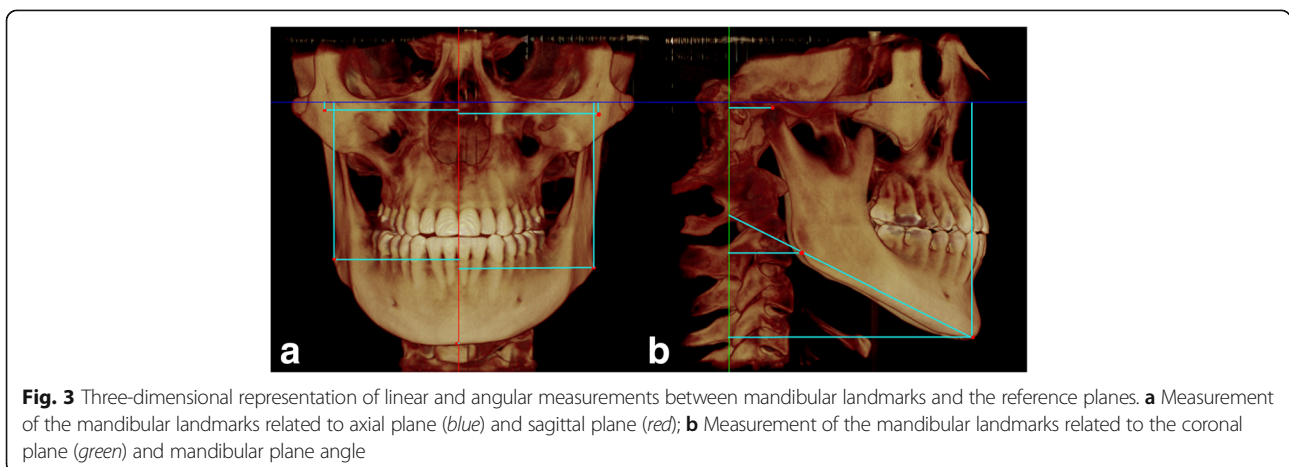 a
b
Fig. 3 Three-dimensional representation of linear and angular measurements between mandibular landmarks and the reference planes. a Measurement
of the mandibular landmarks related to axial plane (blue) and sagittal plane (red); b Measurement of the mandibular landmarks related to the coronal
plane (green) and mandibular plane angle